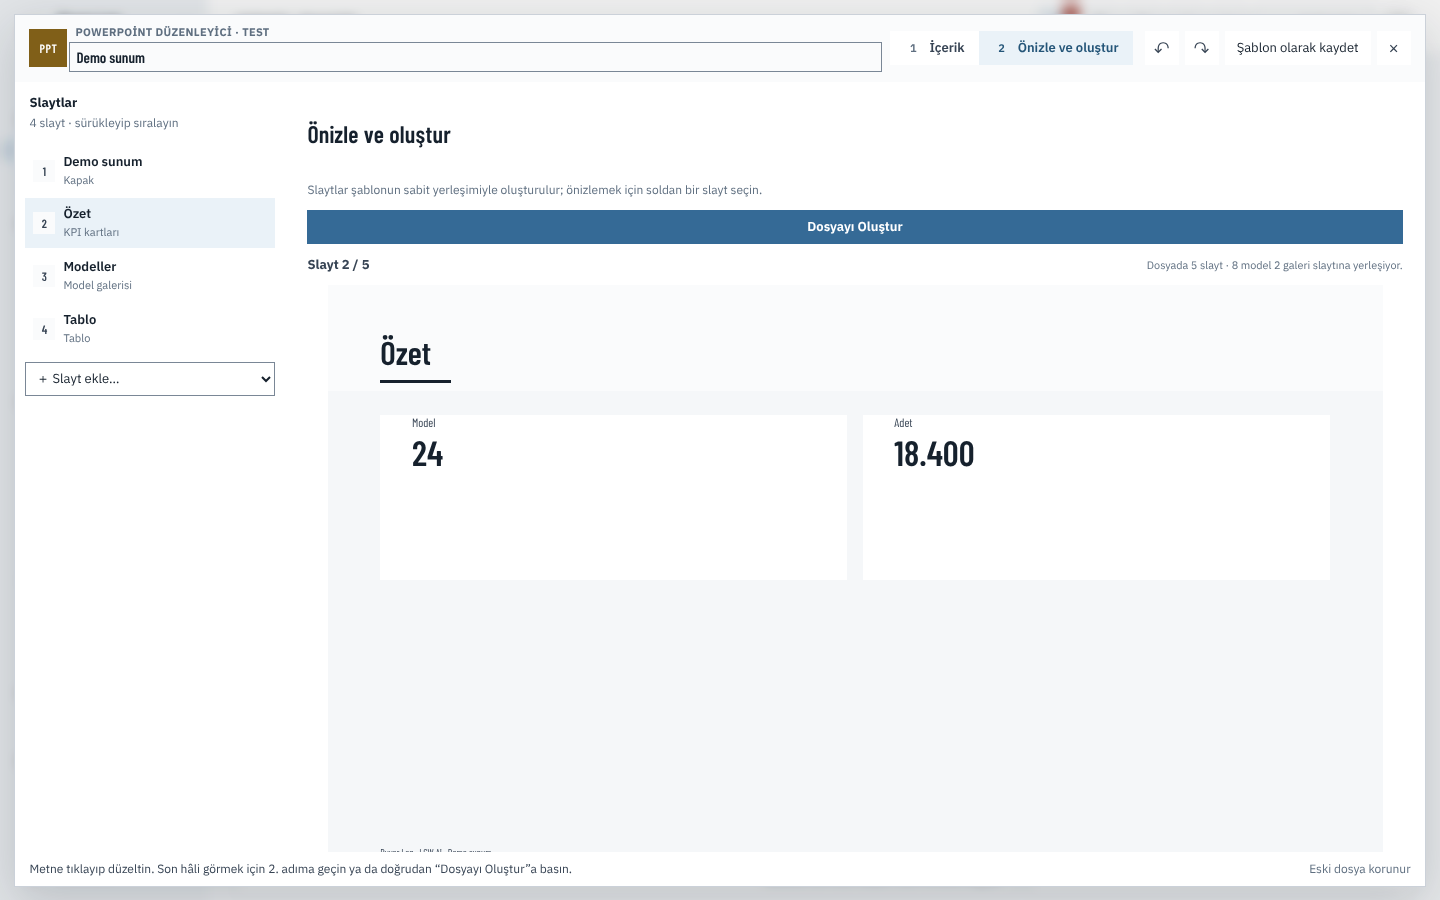 PPT
POWERPOİNT DÜZENLEYİCİ · TEST
Demo sunum
1 İçerik
2 Önizle ve oluştur
Şablon olarak kaydet
×
Slaytlar
4 slayt · sürükleyip sıralayın
1 Demo sunum
Kapak
2 Özet
KPI kartları
3 Modeller
Model galerisi
4 Tablo
Tablo
+ Slayt ekle...
Önizle ve oluştur
Slaytlar şablonun sabit yerleşimiyle oluşturulur; önizlemek için soldan bir slayt seçin.
Dosyayı Oluştur
Slayt 2 / 5
Dosyada 5 slayt · 8 model 2 galeri slaytına yerleşiyor.
Özet
Model
24
Adet
18.400
Metne tıklayıp düzeltin. Son hâli görmek için 2. adıma geçin ya da doğrudan “Dosyayı Oluştur”a basın.
Eski dosya korunur